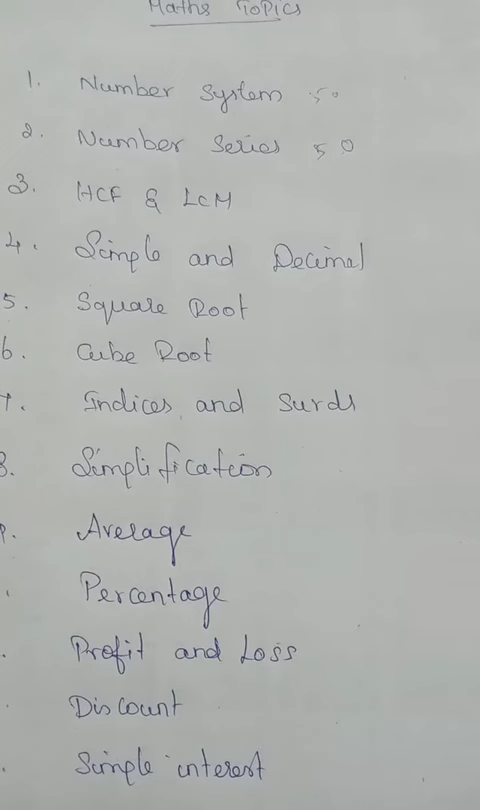 Maths Topics
1. Number System 50
2. Number Series 50
3. HCF & LCM
4. Simple and Decimal
5. Square Root
6. Cube Root
7. Indices and Surds
8. Simplification
9. Average
Percentage
Profit and Loss
Discount
Simple interest